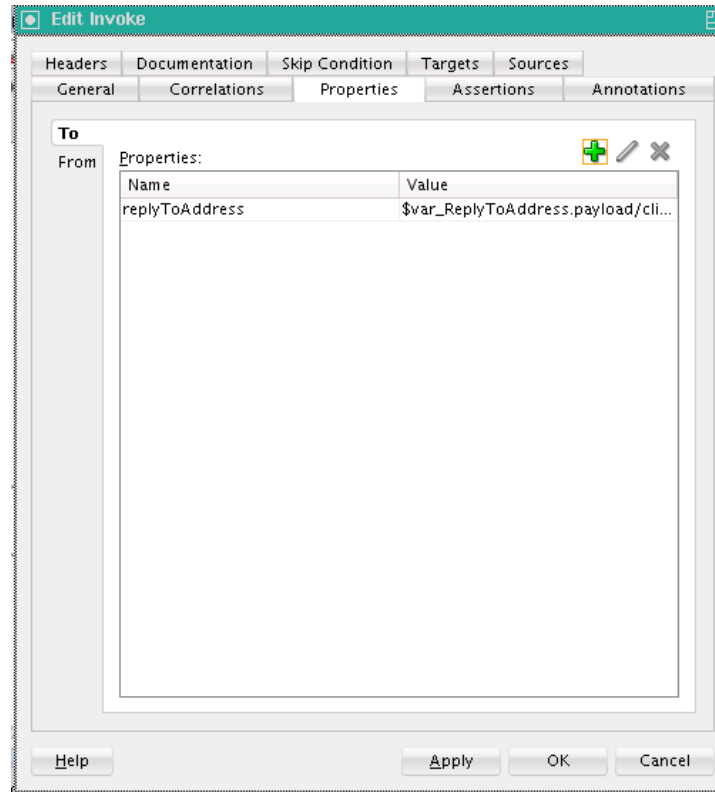 Edit Invoke
Headers Documentation Skip Condition Targets Sources
General Correlations Properties Assertions Annotations
To
From
Properties:
Name Value
replyToAddress $var_ReplyToAddress.payload/cli...
Help Apply OK Cancel